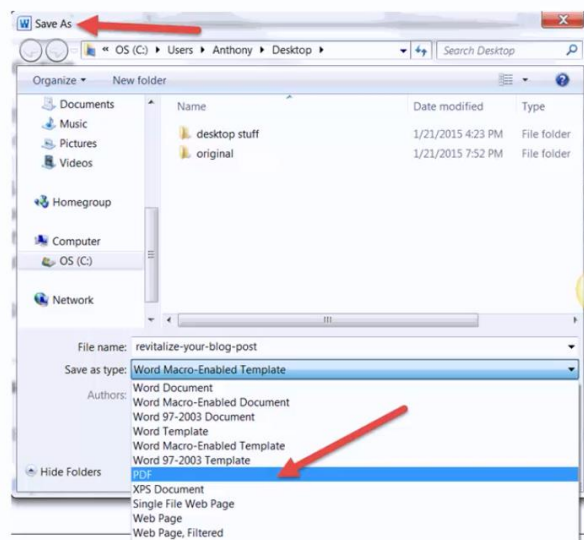 Save As
« OS (C:) ▸ Users ▸ Anthony ▸ Desktop ▸ Search Desktop
Organize New folder
Documents
Music
Pictures
Videos
Homegroup
Computer
OS (C:)
Network
Name Date modified Type
desktop stuff 1/21/2015 4:23 PM File folder
original 1/21/2015 7:52 PM File folder
File name: revitalize-your-blog-post
Save as type: Word Macro-Enabled Template
Authors:
Word Document
Word Macro-Enabled Document
Word 97-2003 Document
Word Template
Word Macro-Enabled Template
Word 97-2003 Template
PDF
XPS Document
Single File Web Page
Web Page
Web Page, Filtered
Hide Folders